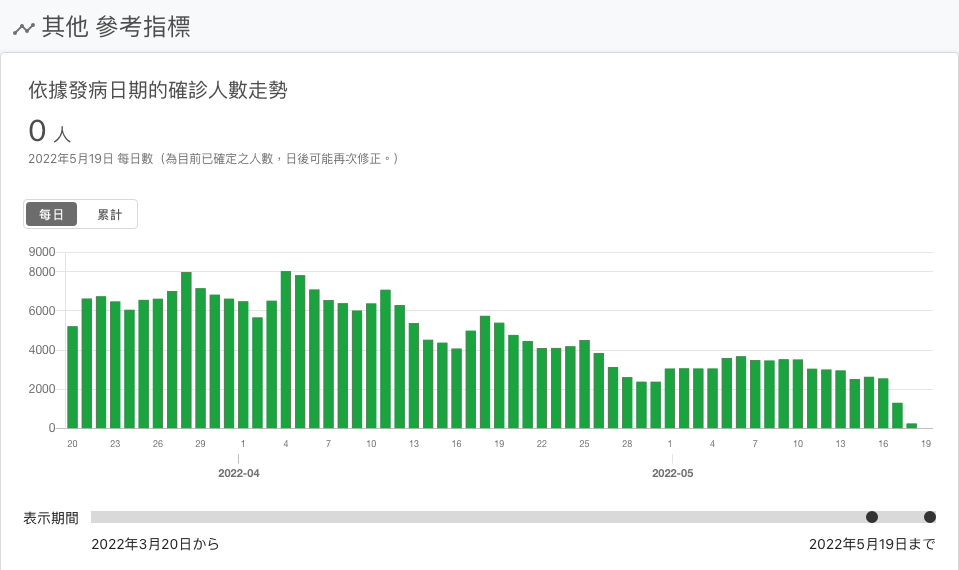 其他 參考指標
依據發病日期的確診人數走勢
0 人
2022年5月19日 每日數（為目前已確定之人數，日後可能再次修正。）
每日 累計
9000
8000
6000
4000
2000
0
20 23 26 29 1 4 7 10 13 16 19 22 25 28 1 4 7 10 13 16 19
2022-04 2022-05
表示期間
2022年3月20日から 2022年5月19日まで